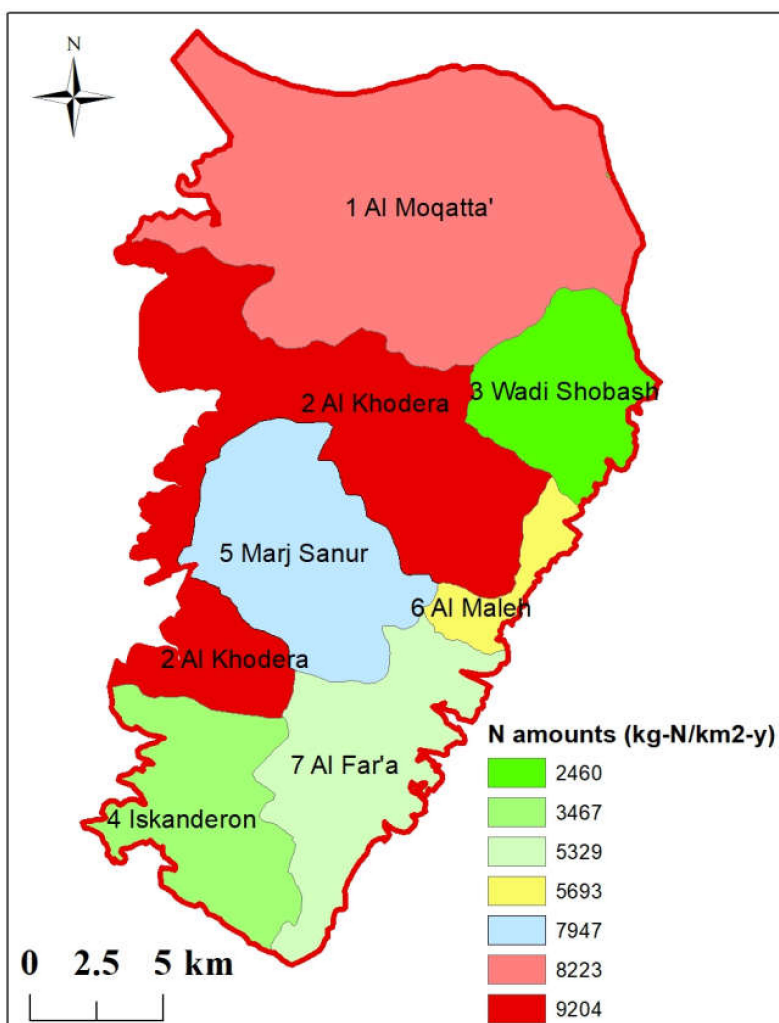 N
1 Al Moqatta'
3 Wadi Shobash
2 Al Khodera
5 Marj Sanur
6 Al Maleh
2 Al Khodera
7 Al Far'a
4 Iskanderon
N amounts (kg-N/km2-y)
2460
3467
5329
5693
7947
8223
9204
0 2.5 5 km